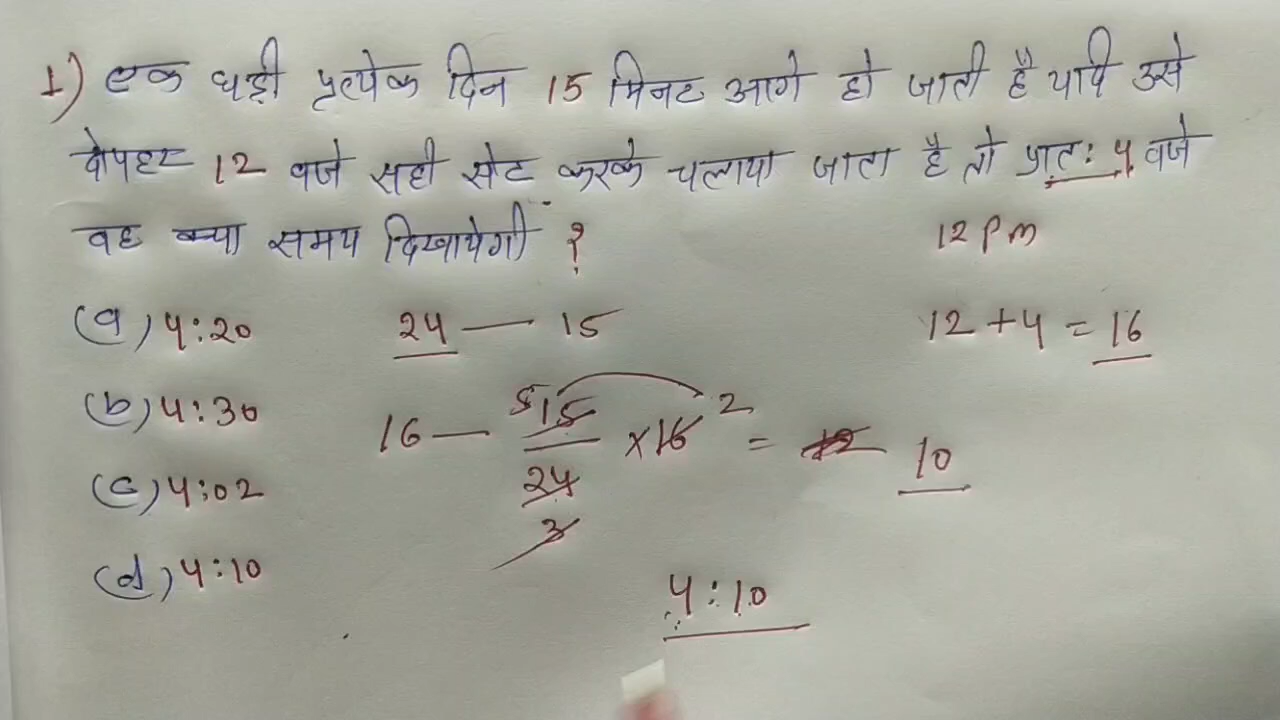 1) एक घड़ी प्रत्येक दिन 15 मिनट आगे हो जाती है यदि उसे
दोपहर 12 बजे सही सेट करके चलाया जाता है तो प्रातः 4 बजे
वह क्या समय दिखायेगी ?
12 pm
(a) 4:20
24 — 15
12 + 4 = 16
(b) 4:30
16 — 15/24 × 16 = 10
5
2
3
(c) 4:02
(d) 4:10
4:10